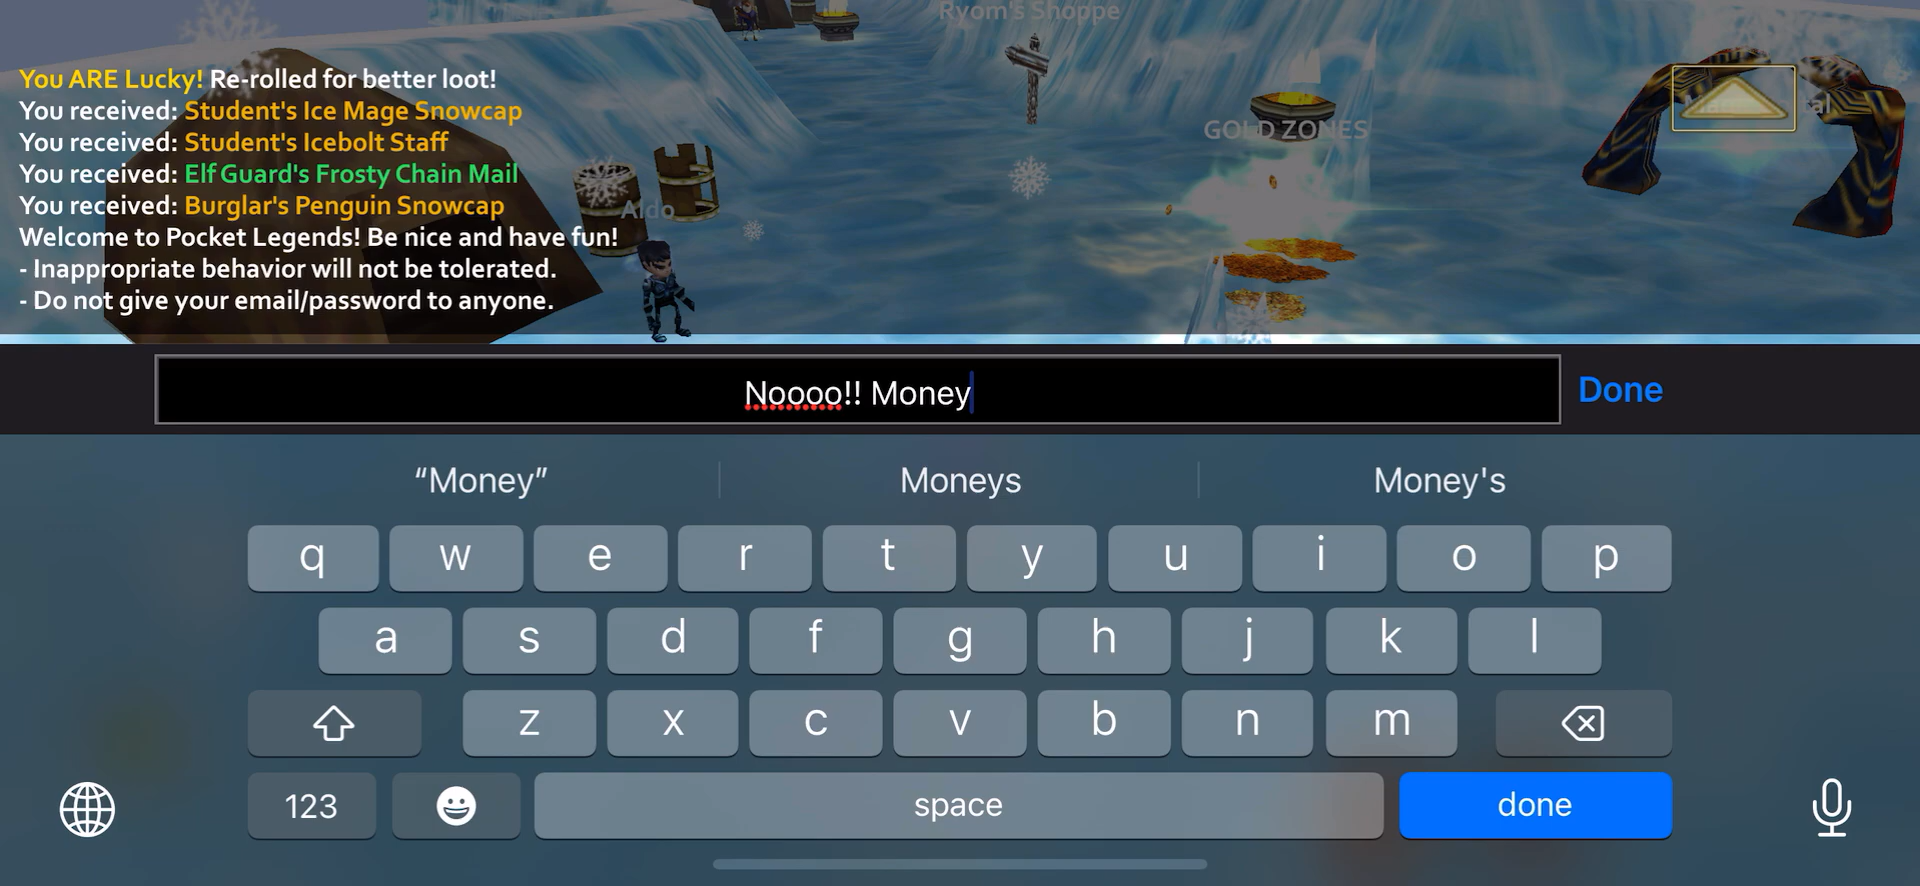 Ryom's Shoppe
You ARE Lucky! Re-rolled for better loot!
You received: Student's Ice Mage Snowcap
You received: Student's Icebolt Staff
You received: Elf Guard's Frosty Chain Mail
You received: Burglar's Penguin Snowcap
Welcome to Pocket Legends! Be nice and have fun!
- Inappropriate behavior will not be tolerated.
- Do not give your email/password to anyone.
GOLD ZONES
Aldo
Noooo!! Money
Done
“Money”
Moneys
Money's
q w e r t y u i o p
a s d f g h j k l
z x c v b n m
123
space
done